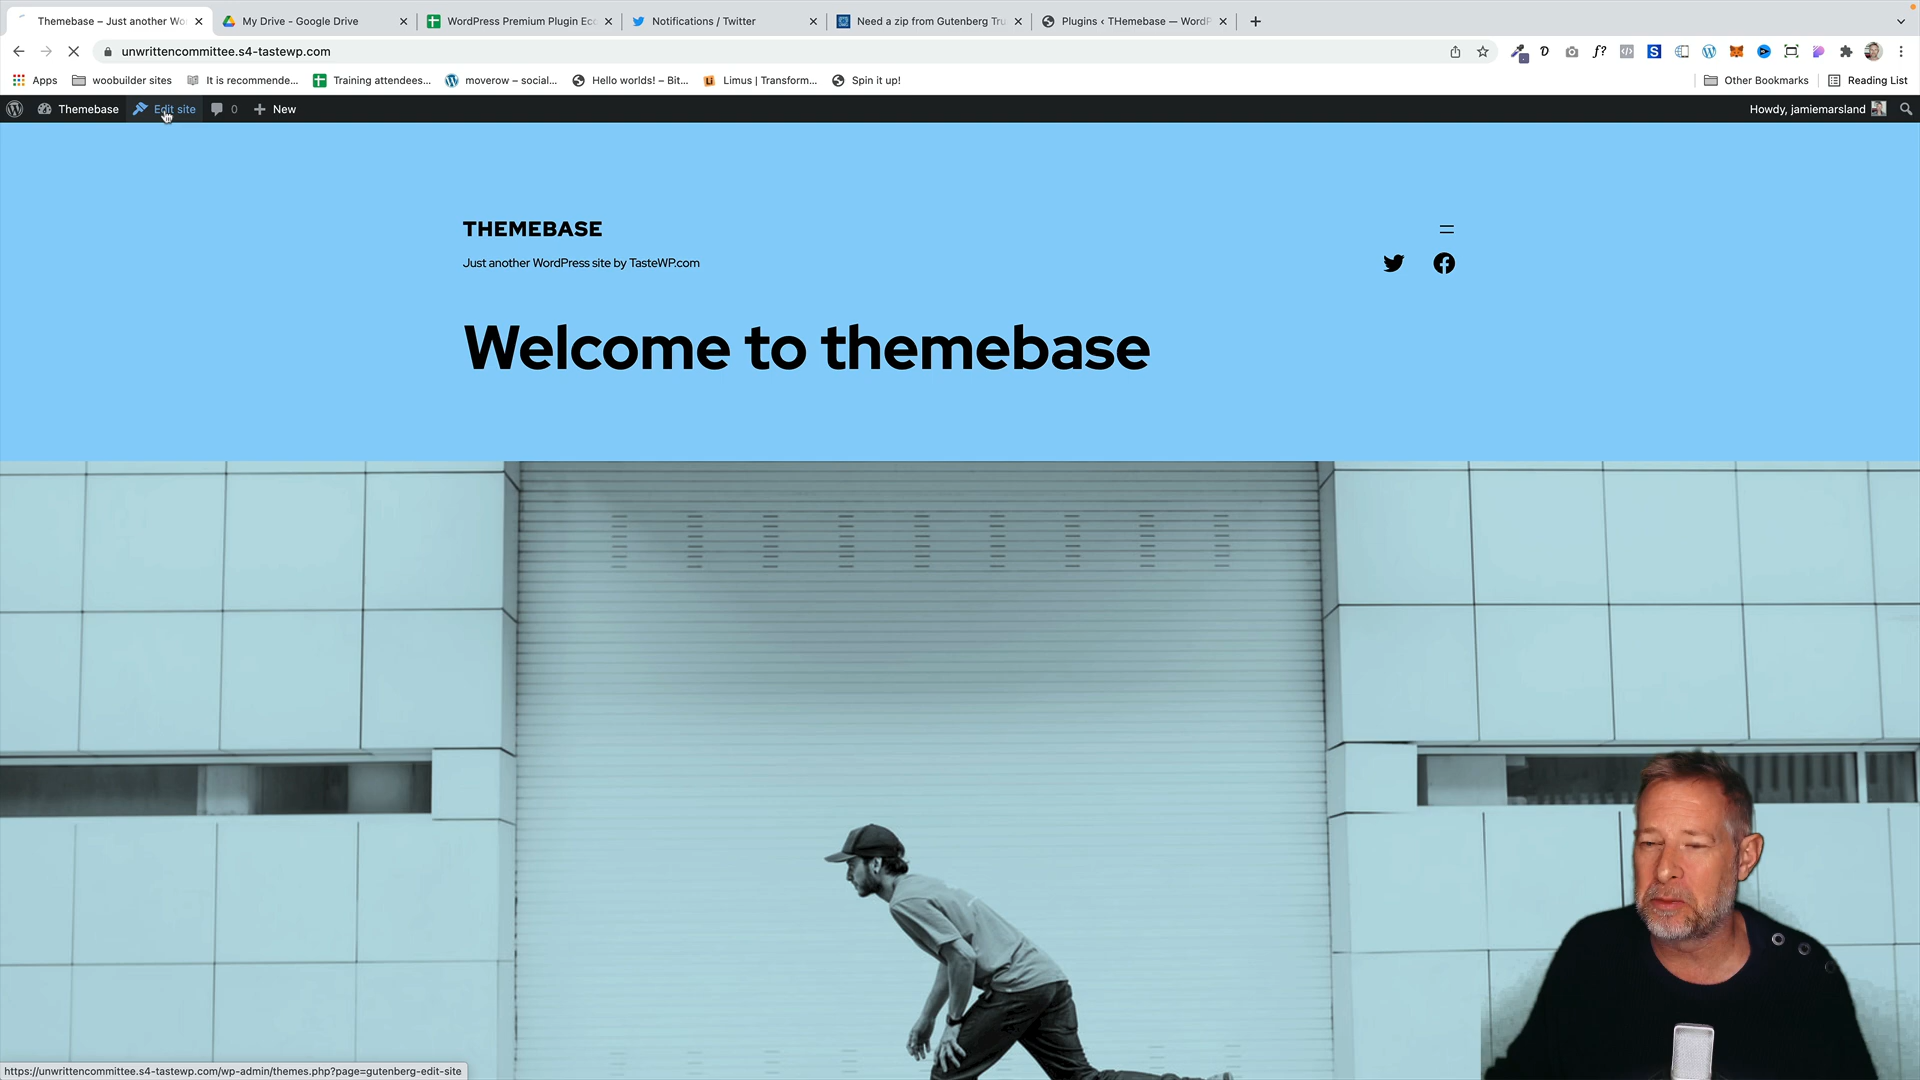 Themebase – Just another Wo
My Drive - Google Drive
WordPress Premium Plugin Eco
Notifications / Twitter
Need a zip from Gutenberg Tru
Plugins ‹ THemebase — WordP
unwrittencommittee.s4-tastewp.com
Apps
woobuilder sites
It is recommende...
Training attendees...
moverow – social...
Hello worlds! – Bit...
Limus | Transform...
Spin it up!
Other Bookmarks
Reading List
Themebase
Edit site
0
New
Howdy, jamiemarsland
THEMEBASE
Just another WordPress site by TasteWP.com
Welcome to themebase
https://unwrittencommittee.s4-tastewp.com/wp-admin/themes.php?page=gutenberg-edit-site